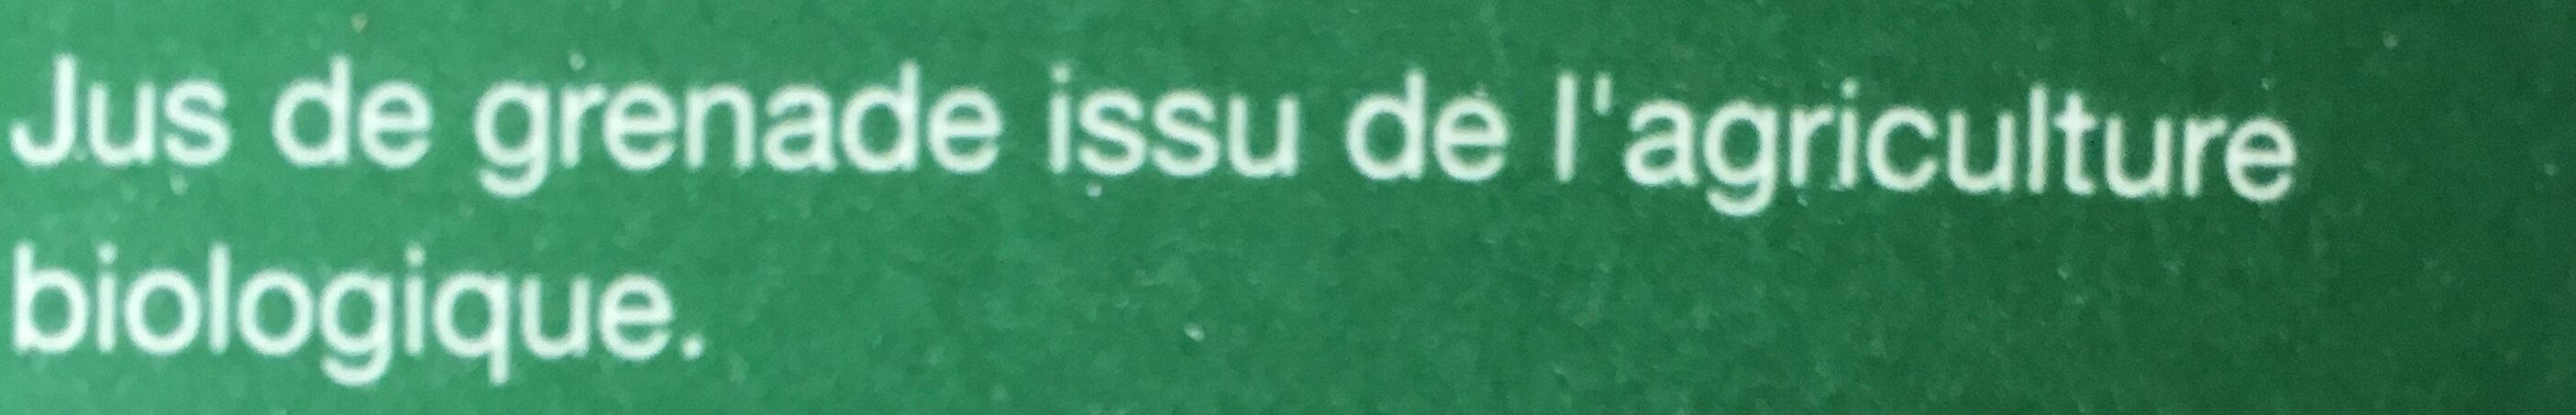 Jus de grenade issu de l'agriculture
biologique.